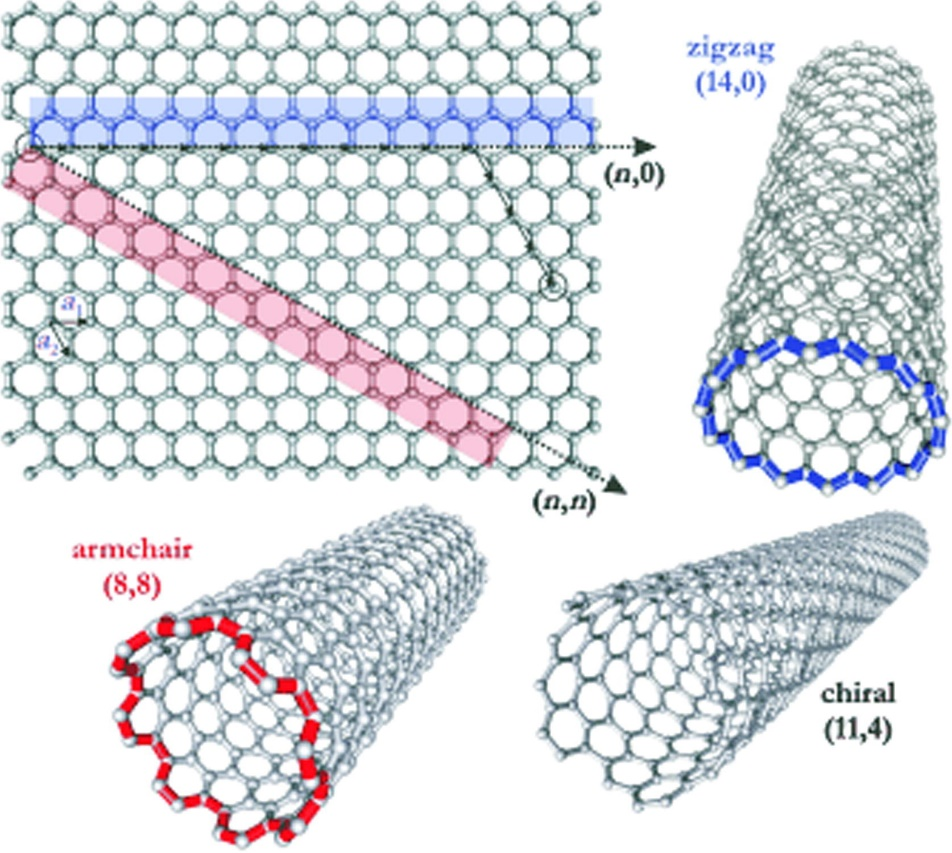 zigzag
(14,0)
(n,0)
a1
a2
(n,n)
armchair
(8,8)
chiral
(11,4)